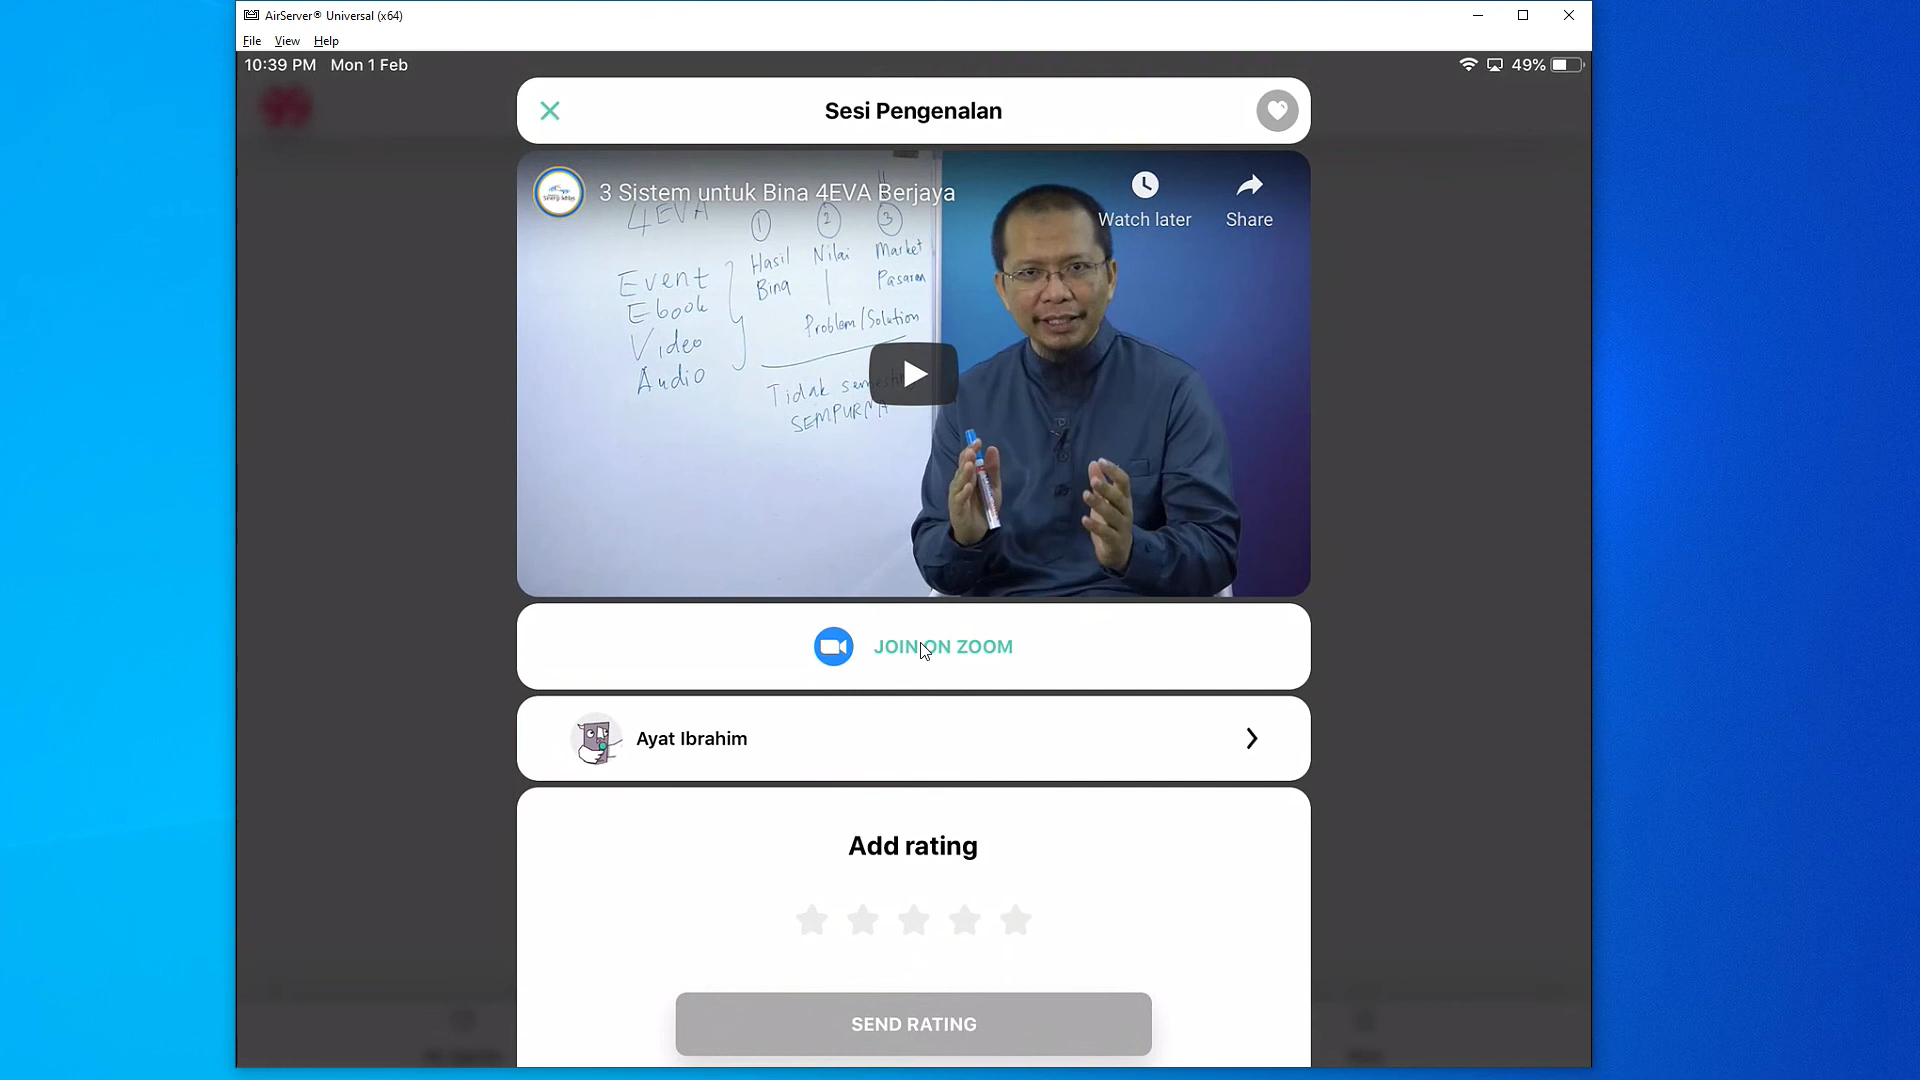 AirServer® Universal (x64)
File View Help
10:39 PM Mon 1 Feb
49%
Sesi Pengenalan
3 Sistem untuk Bina 4EVA Berjaya
Watch later
Share
4EVA
1 2 3
Event
Ebook
Video
Audio
Hasil
Bina
Nilai
Market
Pasaran
Problem/Solution
Tidak
SEMPURNA
JOIN ON ZOOM
Ayat Ibrahim
Add rating
SEND RATING